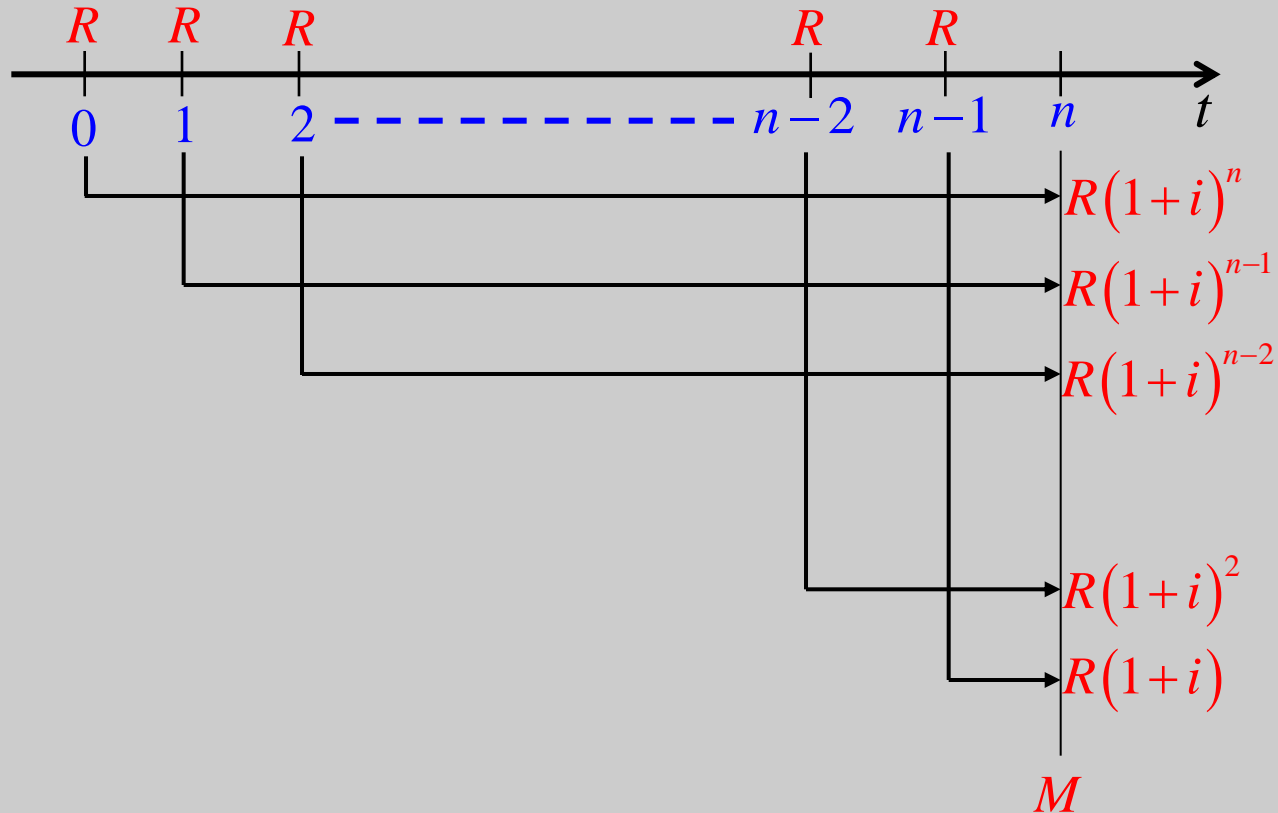 R R R R R
0 1 2 n−2 n−1 n t
R(1+i)^n
R(1+i)^{n−1}
R(1+i)^{n−2}
R(1+i)^2
R(1+i)
M